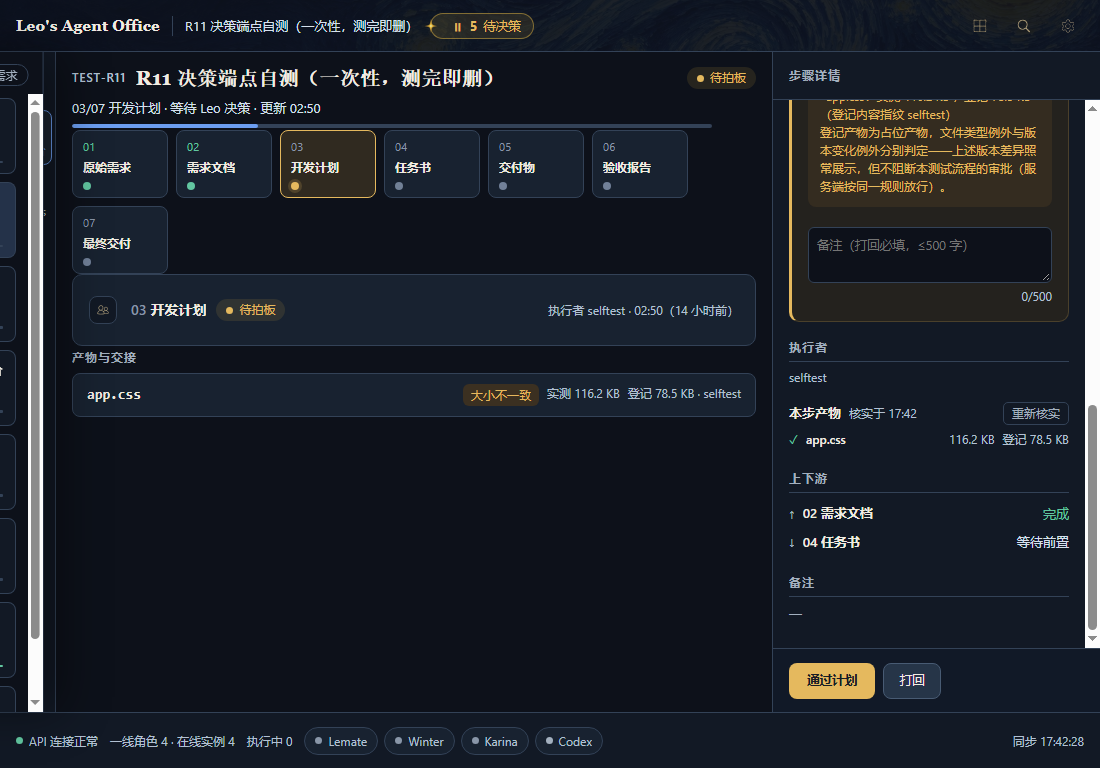 Leo's Agent Office
R11 决策端点自测（一次性，测完即删）
5 待决策
需求
TEST-R11 R11 决策端点自测（一次性，测完即删）
待拍板
03/07 开发计划 · 等待 Leo 决策 · 更新 02:50
01
原始需求
02
需求文档
03
开发计划
04
任务书
05
交付物
06
验收报告
07
最终交付
03 开发计划
待拍板
执行者 selftest · 02:50（14 小时前）
产物与交接
app.css
大小不一致
实测 116.2 KB 登记 78.5 KB · selftest
步骤详情
（登记内容指纹 selftest）
登记产物为占位产物，文件类型例外与版
本变化例外分别判定——上述版本差异照
常展示，但不阻断本测试流程的审批（服
务端按同一规则放行）。
备注（打回必填，≤500 字）
0/500
执行者
selftest
本步产物 核实于 17:42
重新核实
✓ app.css
116.2 KB 登记 78.5 KB
上下游
↑ 02 需求文档
完成
↓ 04 任务书
等待前置
备注
—
通过计划
打回
API 连接正常
一线角色 4 · 在线实例 4
执行中 0
Lemate
Winter
Karina
Codex
同步 17:42:28